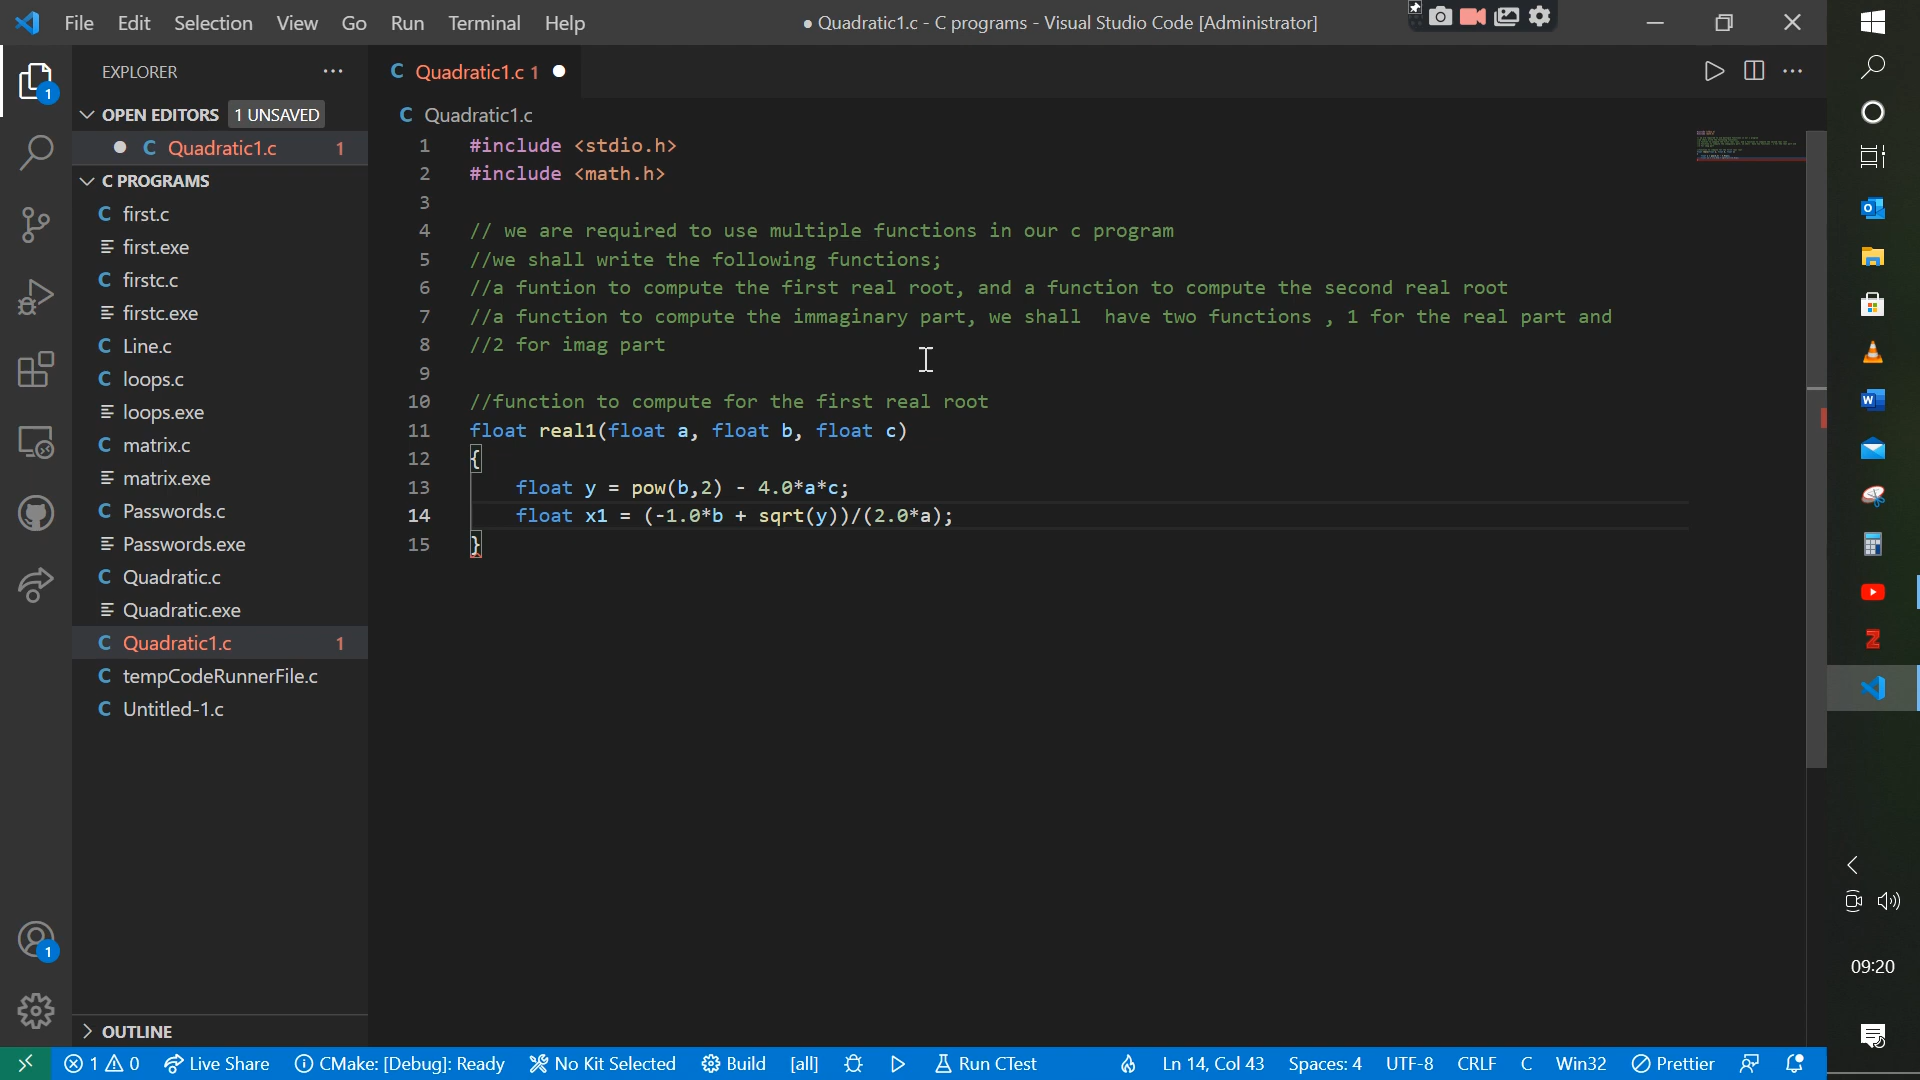 File Edit Selection View Go Run Terminal Help
● Quadratic1.c - C programs - Visual Studio Code [Administrator]
EXPLORER
OPEN EDITORS 1 UNSAVED
C Quadratic1.c 1
C PROGRAMS
C first.c
first.exe
C firstc.c
firstc.exe
C Line.c
C loops.c
loops.exe
C matrix.c
matrix.exe
C Passwords.c
Passwords.exe
C Quadratic.c
Quadratic.exe
C Quadratic1.c 1
C tempCodeRunnerFile.c
C Untitled-1.c
OUTLINE
1
1
C Quadratic1.c 1
C Quadratic1.c
1 #include <stdio.h>
2 #include <math.h>
3
4 // we are required to use multiple functions in our c program
5 //we shall write the following functions;
6 //a funtion to compute the first real root, and a function to compute the second real root
7 //a function to compute the immaginary part, we shall  have two functions , 1 for the real part and
8 //2 for imag part
9
10 //function to compute for the first real root
11 float real1(float a, float b, float c)
12 {
13     float y = pow(b,2) - 4.0*a*c;
14     float x1 = (-1.0*b + sqrt(y))/(2.0*a);
15 }
1 0 Live Share CMake: [Debug]: Ready No Kit Selected Build [all] Run CTest Ln 14, Col 43 Spaces: 4 UTF-8 CRLF C Win32 Prettier
09:20